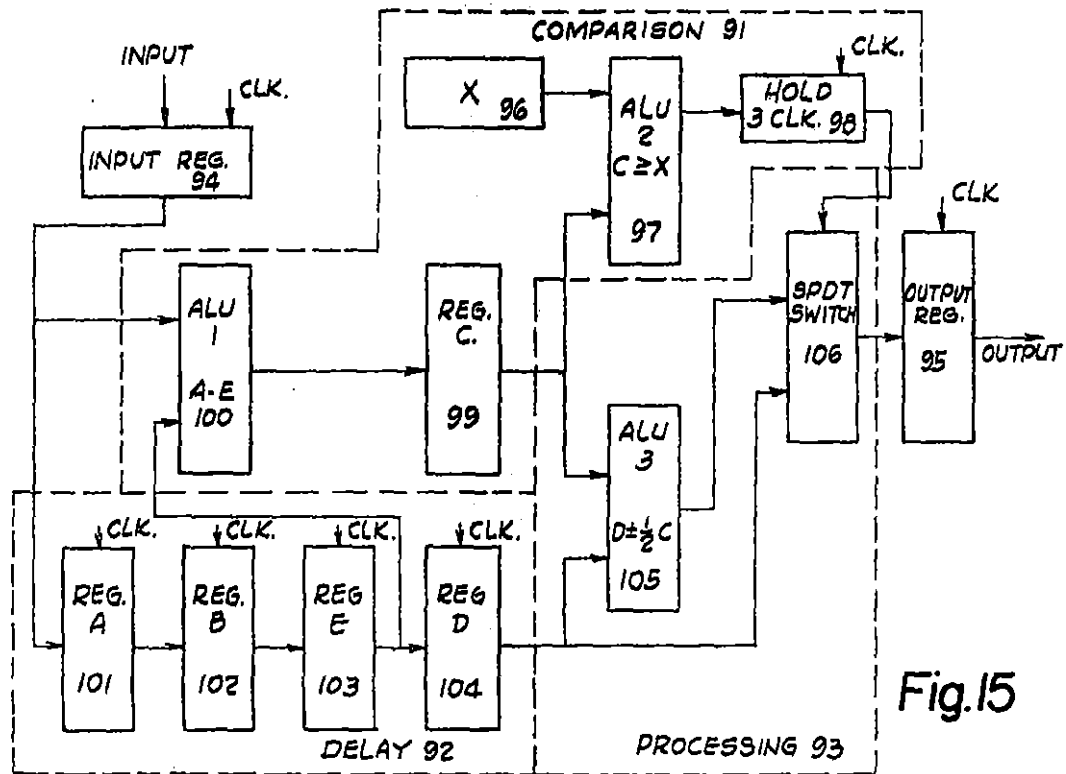 COMPARISON 91
INPUT
CLK.
INPUT REG.
94
X
96
ALU
2
C ≥ X
97
CLK.
HOLD
3 CLK. 98
ALU
1
A-E
100
REG.
C.
99
SPDT
SWITCH
106
CLK
OUTPUT
REG.
95
OUTPUT
ALU
3
D±½C
105
CLK.
REG.
A
101
CLK.
REG.
B
102
CLK.
REG
E
103
CLK.
REG
D
104
DELAY 92
PROCESSING 93
Fig.15